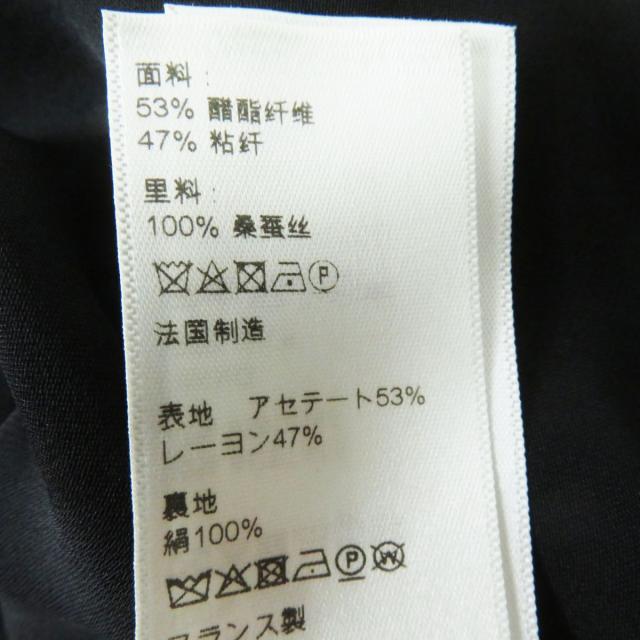 面料:
53% 醋酯纤维
47% 粘纤
里料:
100% 桑蚕丝
P
法国制造
表地 アセテート53%
レーヨン47%
裏地
絹100%
P W
フランス製